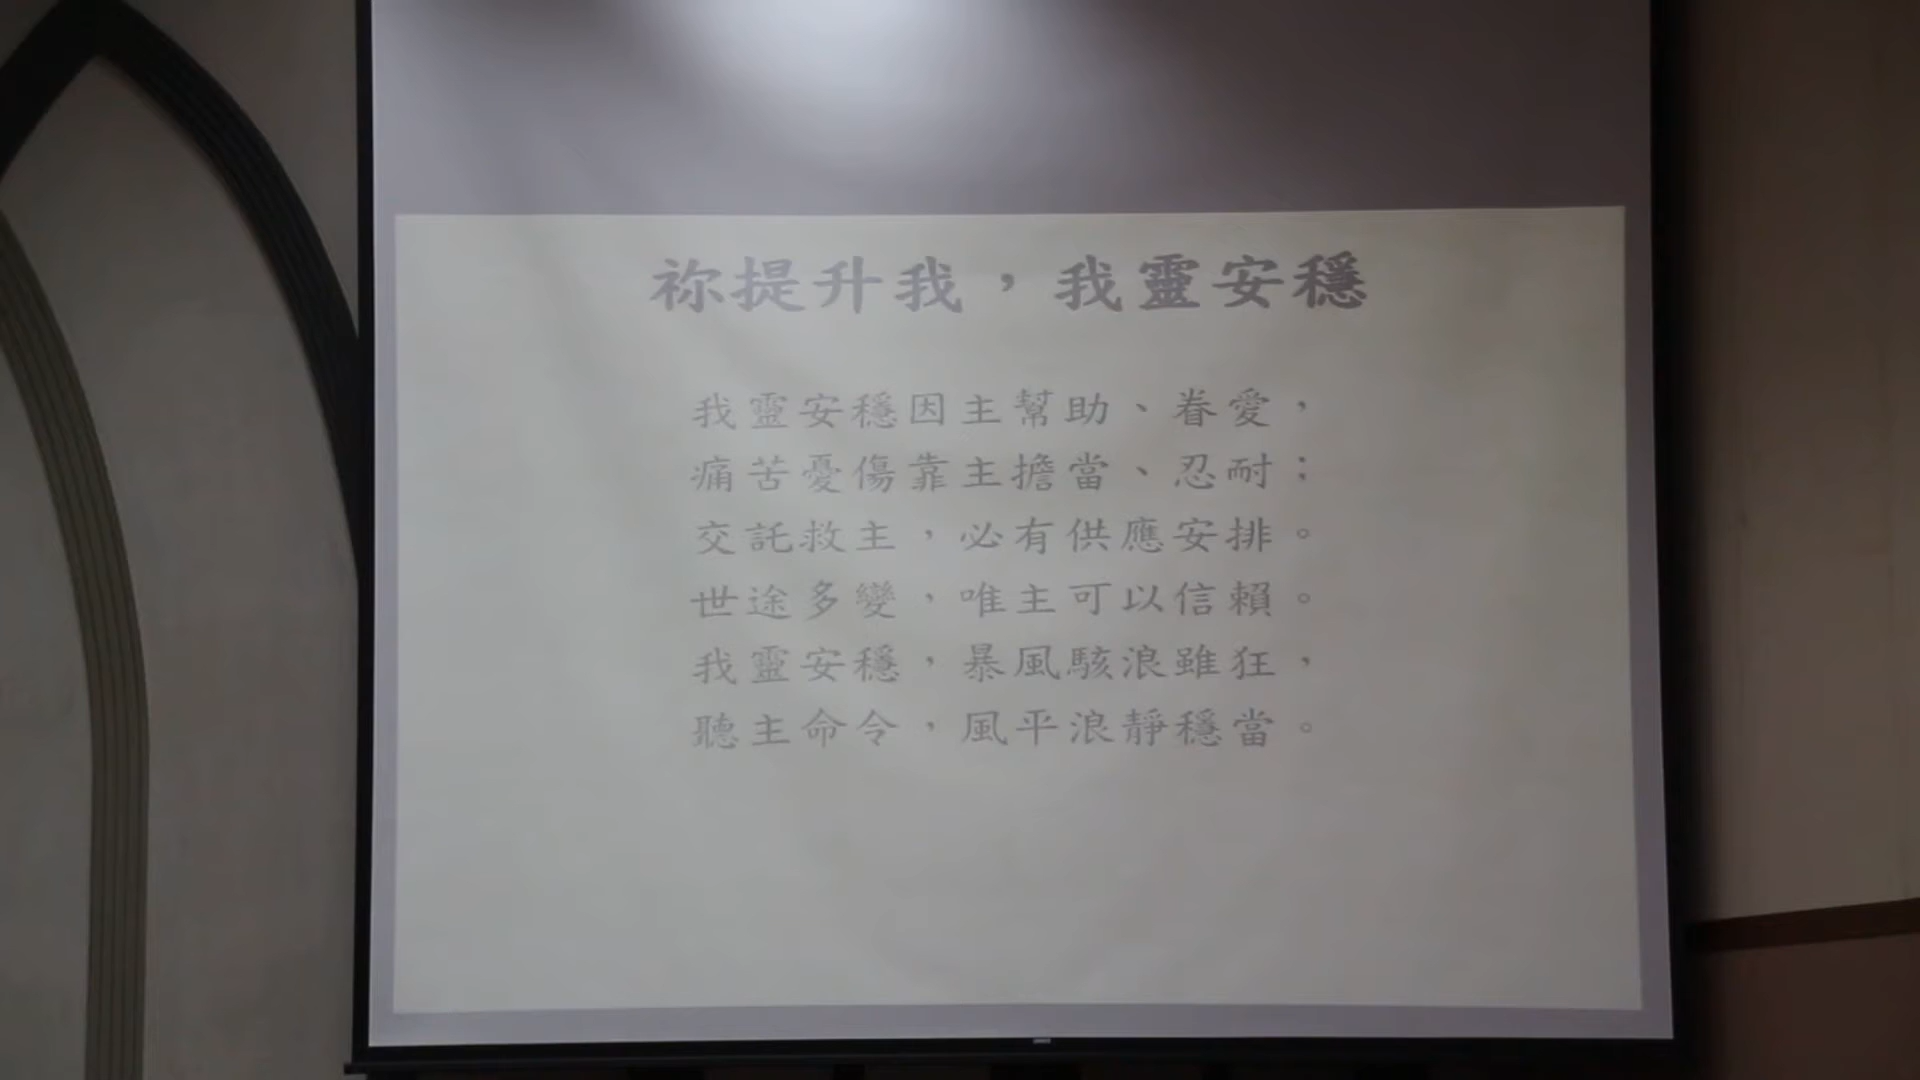 祢提升我，我靈安穩
我靈安穩因主幫助、眷愛，
痛苦憂傷靠主擔當、忍耐；
交託救主，必有供應安排。
世途多變，唯主可以信賴。
我靈安穩，暴風駭浪雖狂，
聽主命令，風平浪靜穩當。